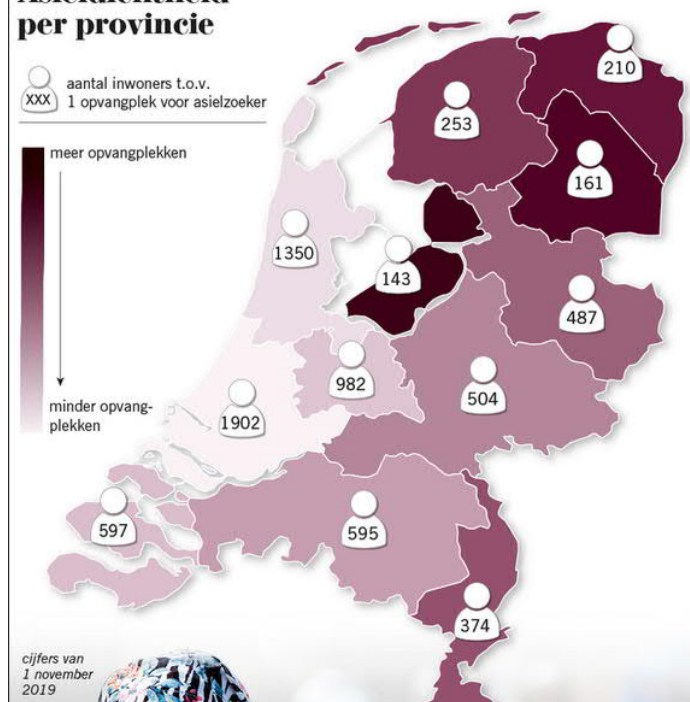 per provincie
xxx
aantal inwoners t.o.v.
1 opvangplek voor asielzoeker
meer opvangplekken
minder opvang-
plekken
210
253
161
1350
143
487
982
504
1902
597
595
374
cijfers van
1 november
2019